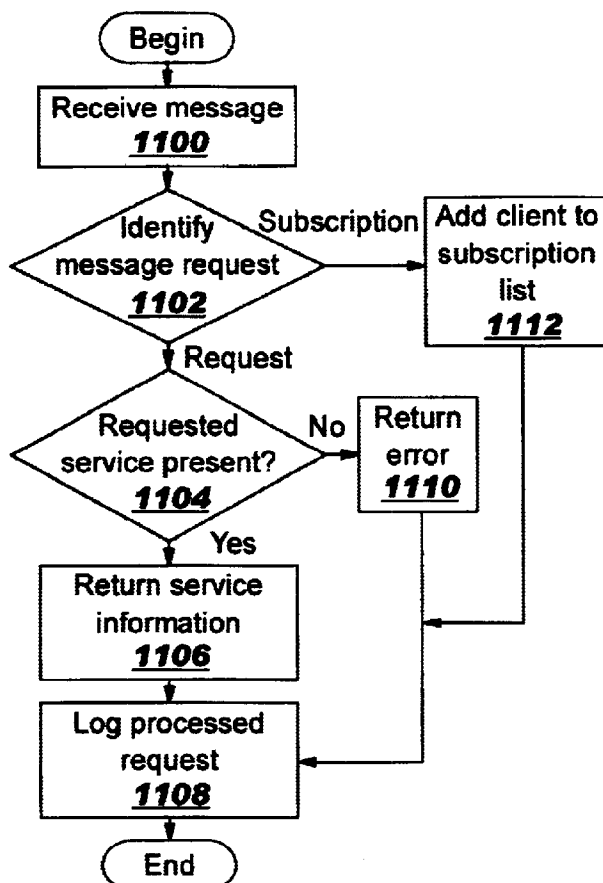 Begin
Receive message
1100
Identify
message request
1102
Subscription
Add client to
subscription
list
1112
Request
Requested
service present?
1104
No
Return
error
1110
Yes
Return service
information
1106
Log processed
request
1108
End